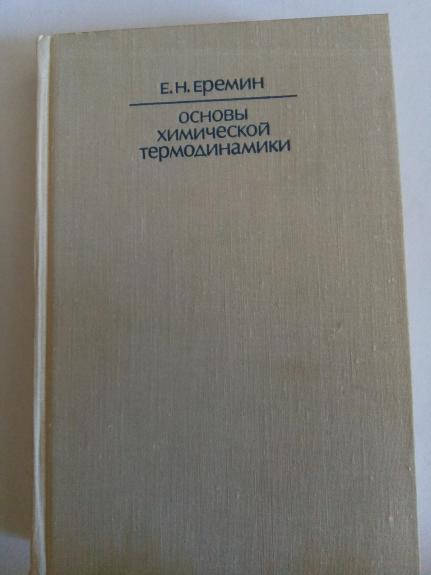 Е. Н. Еремин
основы
химической
термодинамики